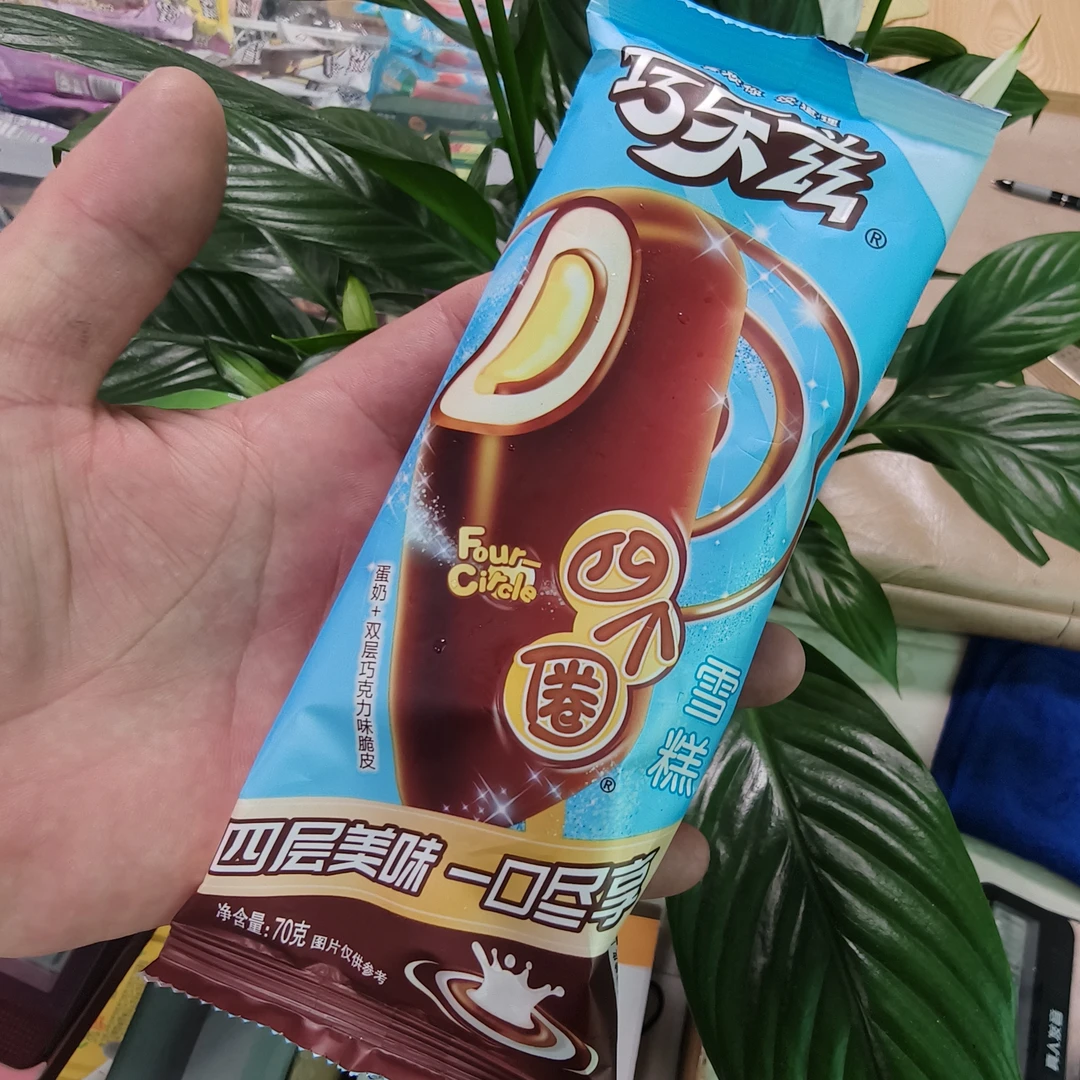 巧乐兹
®
Four
Circle
四个
圈
®
雪糕
蛋奶+双层巧克力味脆皮
四层美味 一口尽享
净含量:70克 图片仅供参考